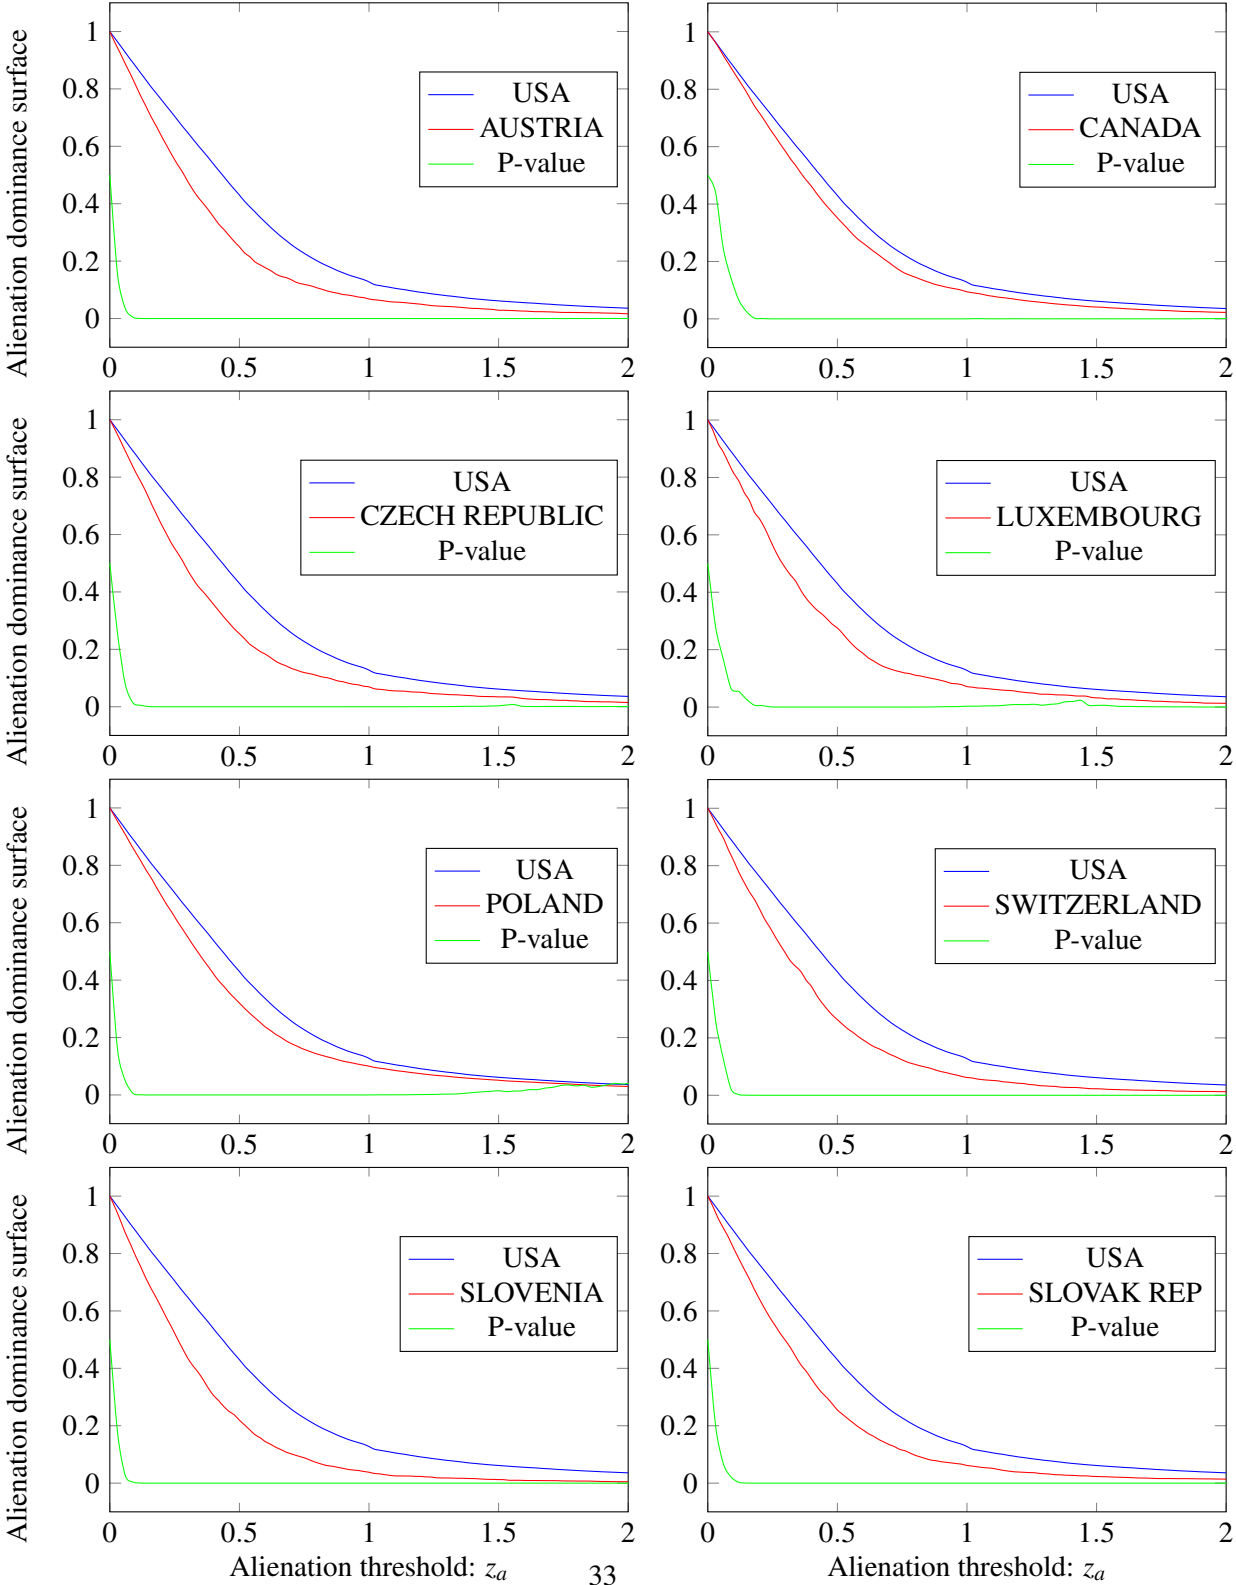 Alienation dominance surface
1
0.8
0.6
0.4
0.2
0
USA
AUSTRIA
P-value
0 0.5 1 1.5 2
1
0.8
0.6
0.4
0.2
0
USA
CANADA
P-value
0 0.5 1 1.5 2
Alienation dominance surface
1
0.8
0.6
0.4
0.2
0
USA
CZECH REPUBLIC
P-value
0 0.5 1 1.5 2
1
0.8
0.6
0.4
0.2
0
USA
LUXEMBOURG
P-value
0 0.5 1 1.5 2
Alienation dominance surface
1
0.8
0.6
0.4
0.2
0
USA
POLAND
P-value
0 0.5 1 1.5 2
1
0.8
0.6
0.4
0.2
0
USA
SWITZERLAND
P-value
0 0.5 1 1.5 2
Alienation dominance surface
1
0.8
0.6
0.4
0.2
0
USA
SLOVENIA
P-value
0 0.5 1 1.5 2
Alienation threshold: z_a
1
0.8
0.6
0.4
0.2
0
USA
SLOVAK REP
P-value
0 0.5 1 1.5 2
Alienation threshold: z_a
33